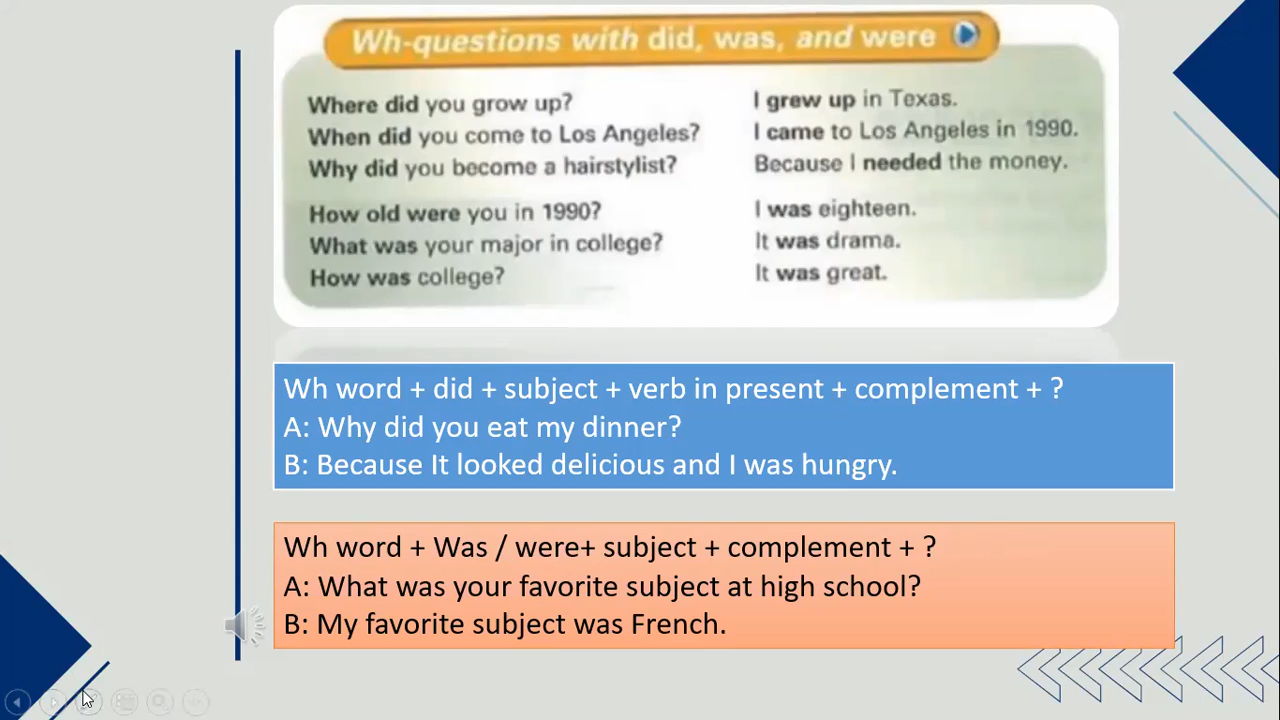 Wh-questions with did, was, and were
Where did you grow up?
When did you come to Los Angeles?
Why did you become a hairstylist?
How old were you in 1990?
What was your major in college?
How was college?
I grew up in Texas.
I came to Los Angeles in 1990.
Because I needed the money.
I was eighteen.
It was drama.
It was great.
Wh word + did + subject + verb in present + complement + ?
A: Why did you eat my dinner?
B: Because It looked delicious and I was hungry.
Wh word + Was / were+ subject + complement + ?
A: What was your favorite subject at high school?
B: My favorite subject was French.